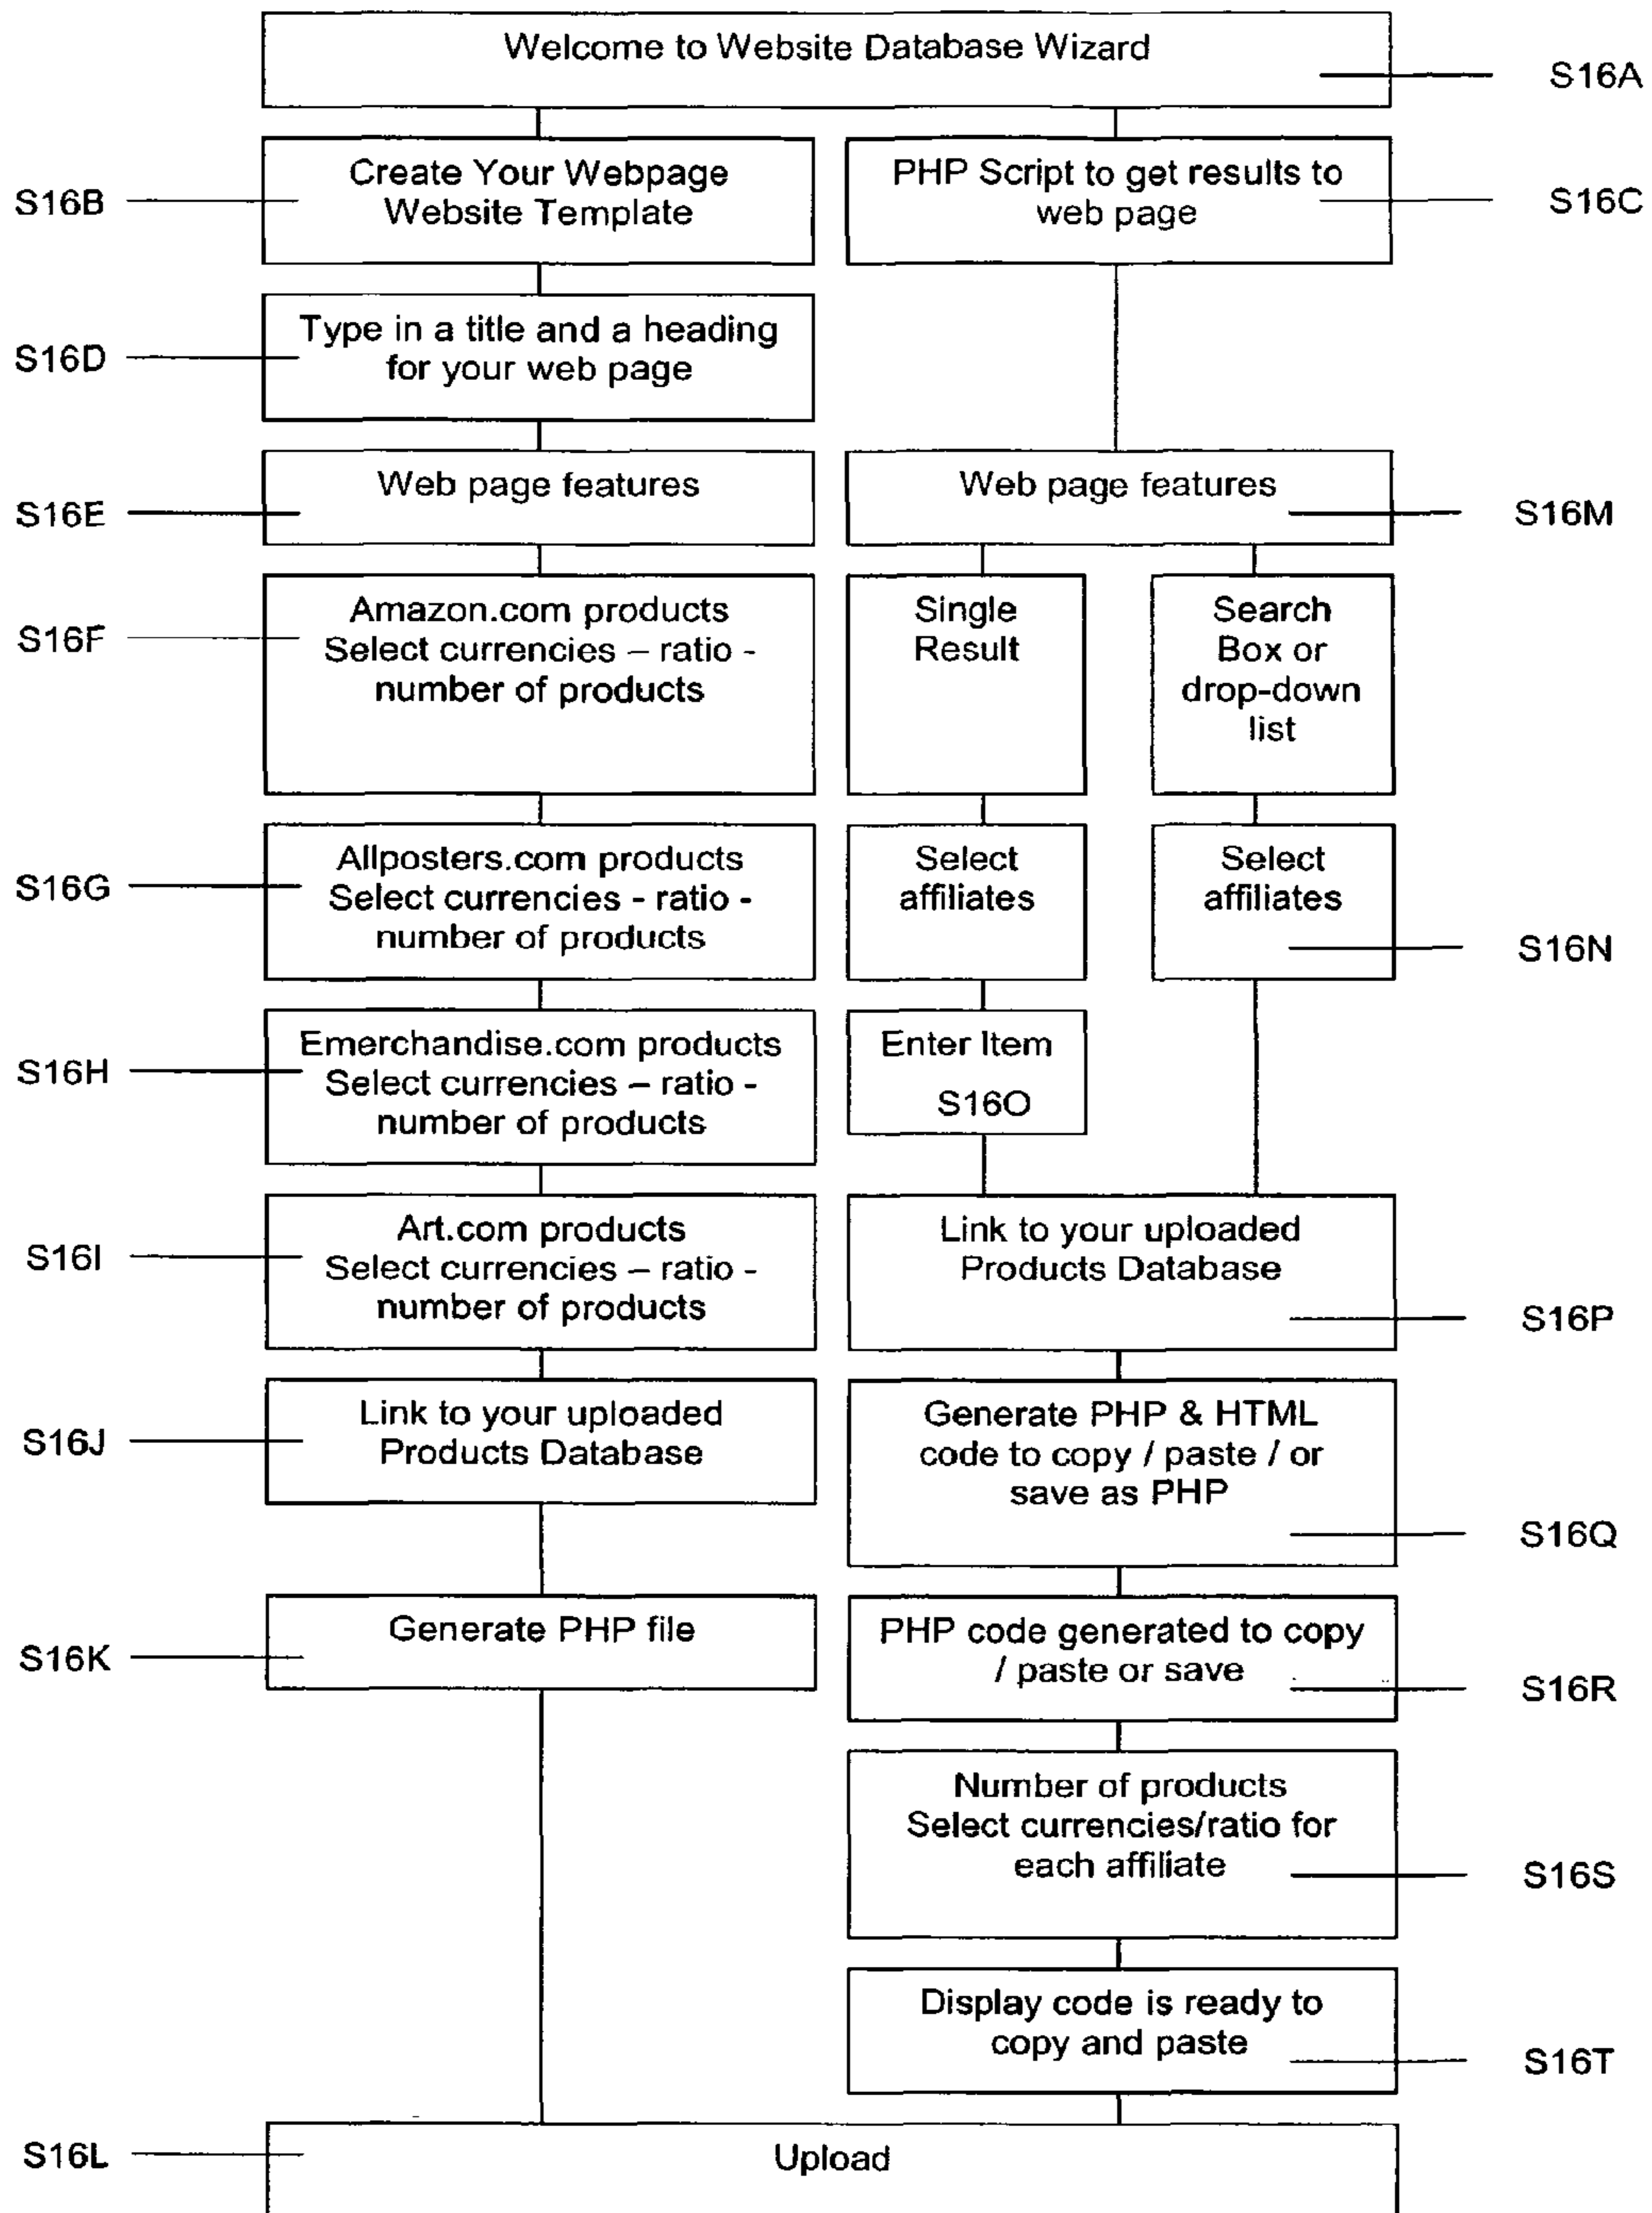 Welcome to Website Database Wizard
S16A
Create Your Webpage
Website Template
S16B
PHP Script to get results to
web page
S16C
Type in a title and a heading
for your web page
S16D
Web page features
S16E
Web page features
S16M
Amazon.com products
Select currencies – ratio -
number of products
S16F
Single
Result
Search
Box or
drop-down
list
Allposters.com products
Select currencies - ratio -
number of products
S16G
Select
affiliates
Select
affiliates
S16N
Emerchandise.com products
Select currencies – ratio -
number of products
S16H
Enter Item
S16O
Art.com products
Select currencies – ratio -
number of products
S16I
Link to your uploaded
Products Database
S16P
Link to your uploaded
Products Database
S16J
Generate PHP & HTML
code to copy / paste / or
save as PHP
S16Q
Generate PHP file
S16K
PHP code generated to copy
/ paste or save
S16R
Number of products
Select currencies/ratio for
each affiliate
S16S
Display code is ready to
copy and paste
S16T
Upload
S16L